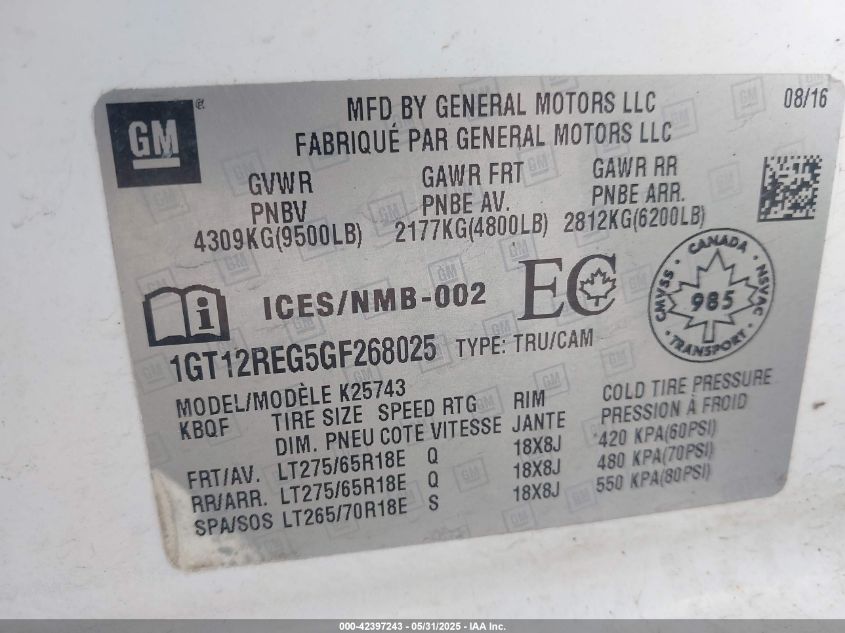 GM
®
MFD BY GENERAL MOTORS LLC
08/16
FABRIQUÉ PAR GENERAL MOTORS LLC
GVWR GAWR FRT GAWR RR
PNBV PNBE AV. PNBE ARR.
4309KG(9500LB) 2177KG(4800LB) 2812KG(6200LB)
i ICES/NMB-002 EC
CANADA
CMVSS 985 NSVAC
TRANSPORT
1GT12REG5GF268025 TYPE: TRU/CAM
MODEL/MODÈLE K25743
KBQF TIRE SIZE SPEED RTG RIM COLD TIRE PRESSURE
DIM. PNEU COTE VITESSE JANTE PRESSION À FROID
FRT/AV. LT275/65R18E Q 18X8J 420 KPA(60PSI)
RR/ARR. LT275/65R18E Q 18X8J 480 KPA(70PSI)
SPA/SOS LT265/70R18E S 18X8J 550 KPA(80PSI)
000-42397243 - 05/31/2025 - IAA Inc.